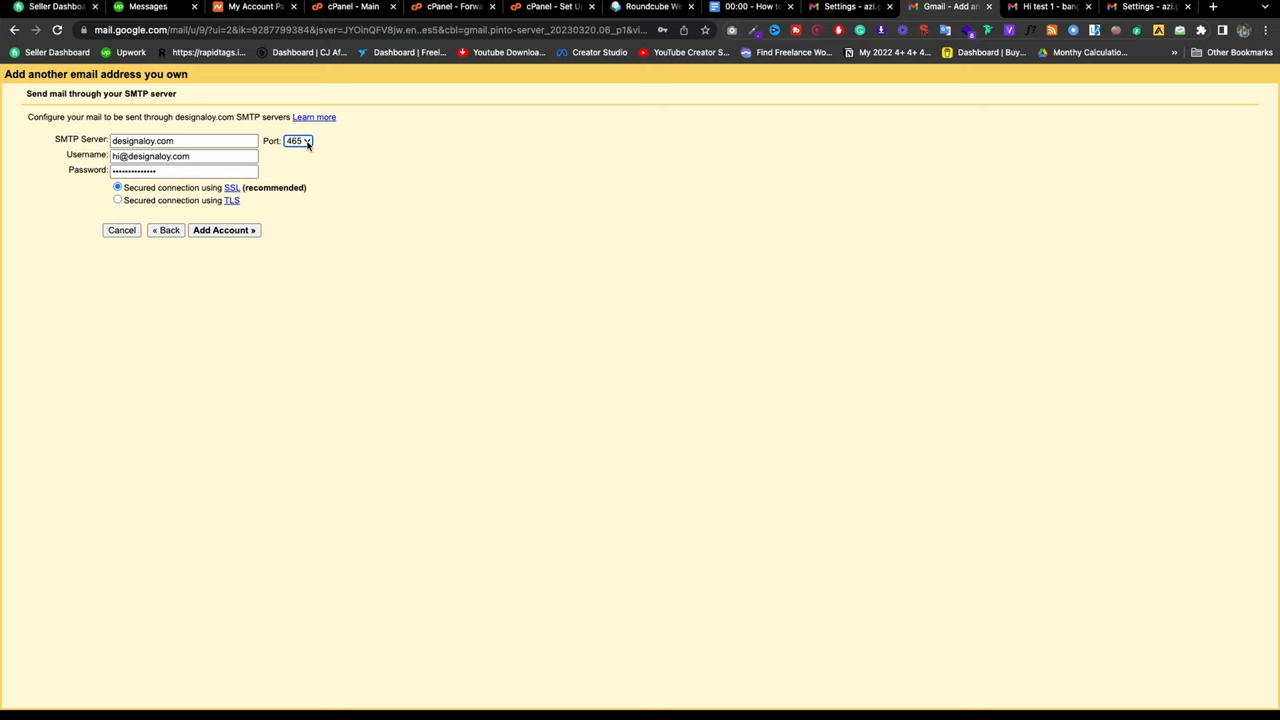 Seller Dashboa
Messages
My Account Pa
cPanel - Main
cPanel - Forwa
cPanel - Set U
Roundcube We
00:00 - How to
Settings - azi.g
Gmail - Add an
Hi test 1 - bang
Settings - azi.g
mail.google.com/mail/u/9/?ui=2&ik=9287799384&jsver=JYOinQFV8jw.en..es5&cbl=gmail.pinto-server_20230320.06_p1&vi...
Seller Dashboard
Upwork
https://rapidtags.i...
Dashboard | CJ Af...
Dashboard | Freel...
Youtube Downloa...
Creator Studio
YouTube Creator S...
Find Freelance Wo...
My 2022 4+ 4+ 4...
Dashboard | Buy...
Monthy Calculatio...
»
Other Bookmarks
Add another email address you own
Send mail through your SMTP server
Configure your mail to be sent through designaloy.com SMTP servers Learn more
SMTP Server: designaloy.com Port: 465
Username: hi@designaloy.com
Password: ••••••••••••••
Secured connection using SSL (recommended)
Secured connection using TLS
Cancel « Back Add Account »